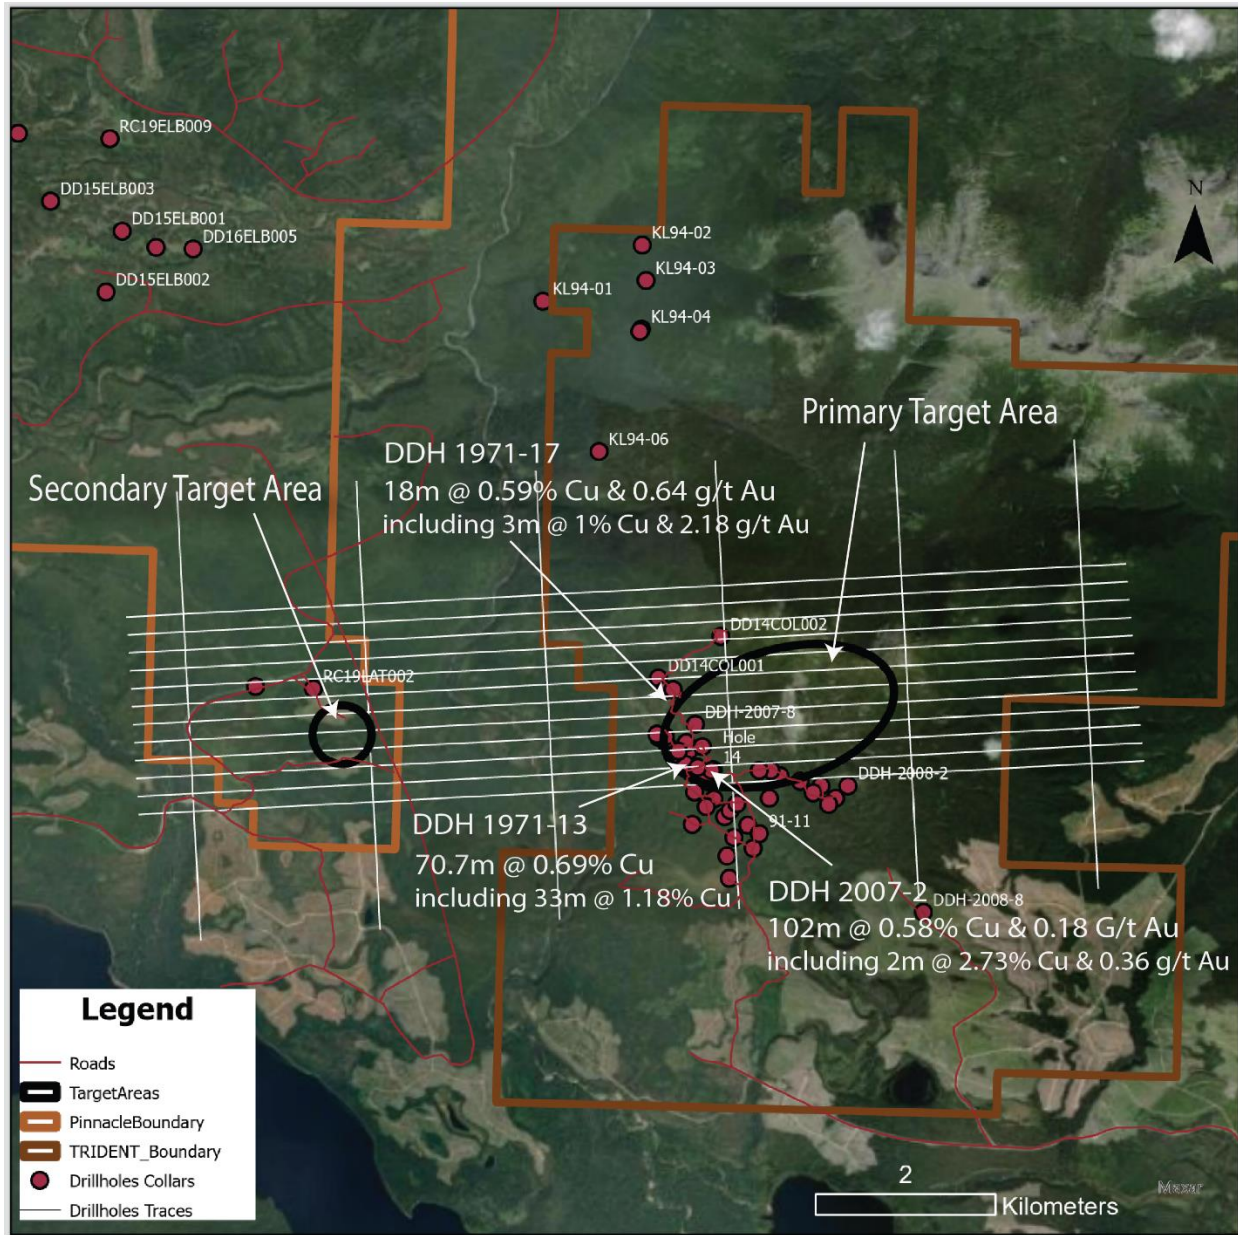 RC19ELB009
N
DD15ELB003
DD15ELB001
DD16ELB005
DD15ELB002
KL94-02
KL94-03
KL94-01
KL94-04
KL94-06
Primary Target Area
DDH 1971-17
18m @ 0.59% Cu & 0.64 g/t Au
including 3m @ 1% Cu & 2.18 g/t Au
Secondary Target Area
DD14COL002
DD14COL001
RC19LAT002
DDH-2007-8
Hole
14
DDH-2008-2
91-11
DDH 1971-13
70.7m @ 0.69% Cu
including 33m @ 1.18% Cu
DDH 2007-2
DDH-2008-8
102m @ 0.58% Cu & 0.18 G/t Au
including 2m @ 2.73% Cu & 0.36 g/t Au
Legend
Roads
TargetAreas
PinnacleBoundary
TRIDENT_Boundary
Drillholes Collars
Drillholes Traces
2
Kilometers
Maxar